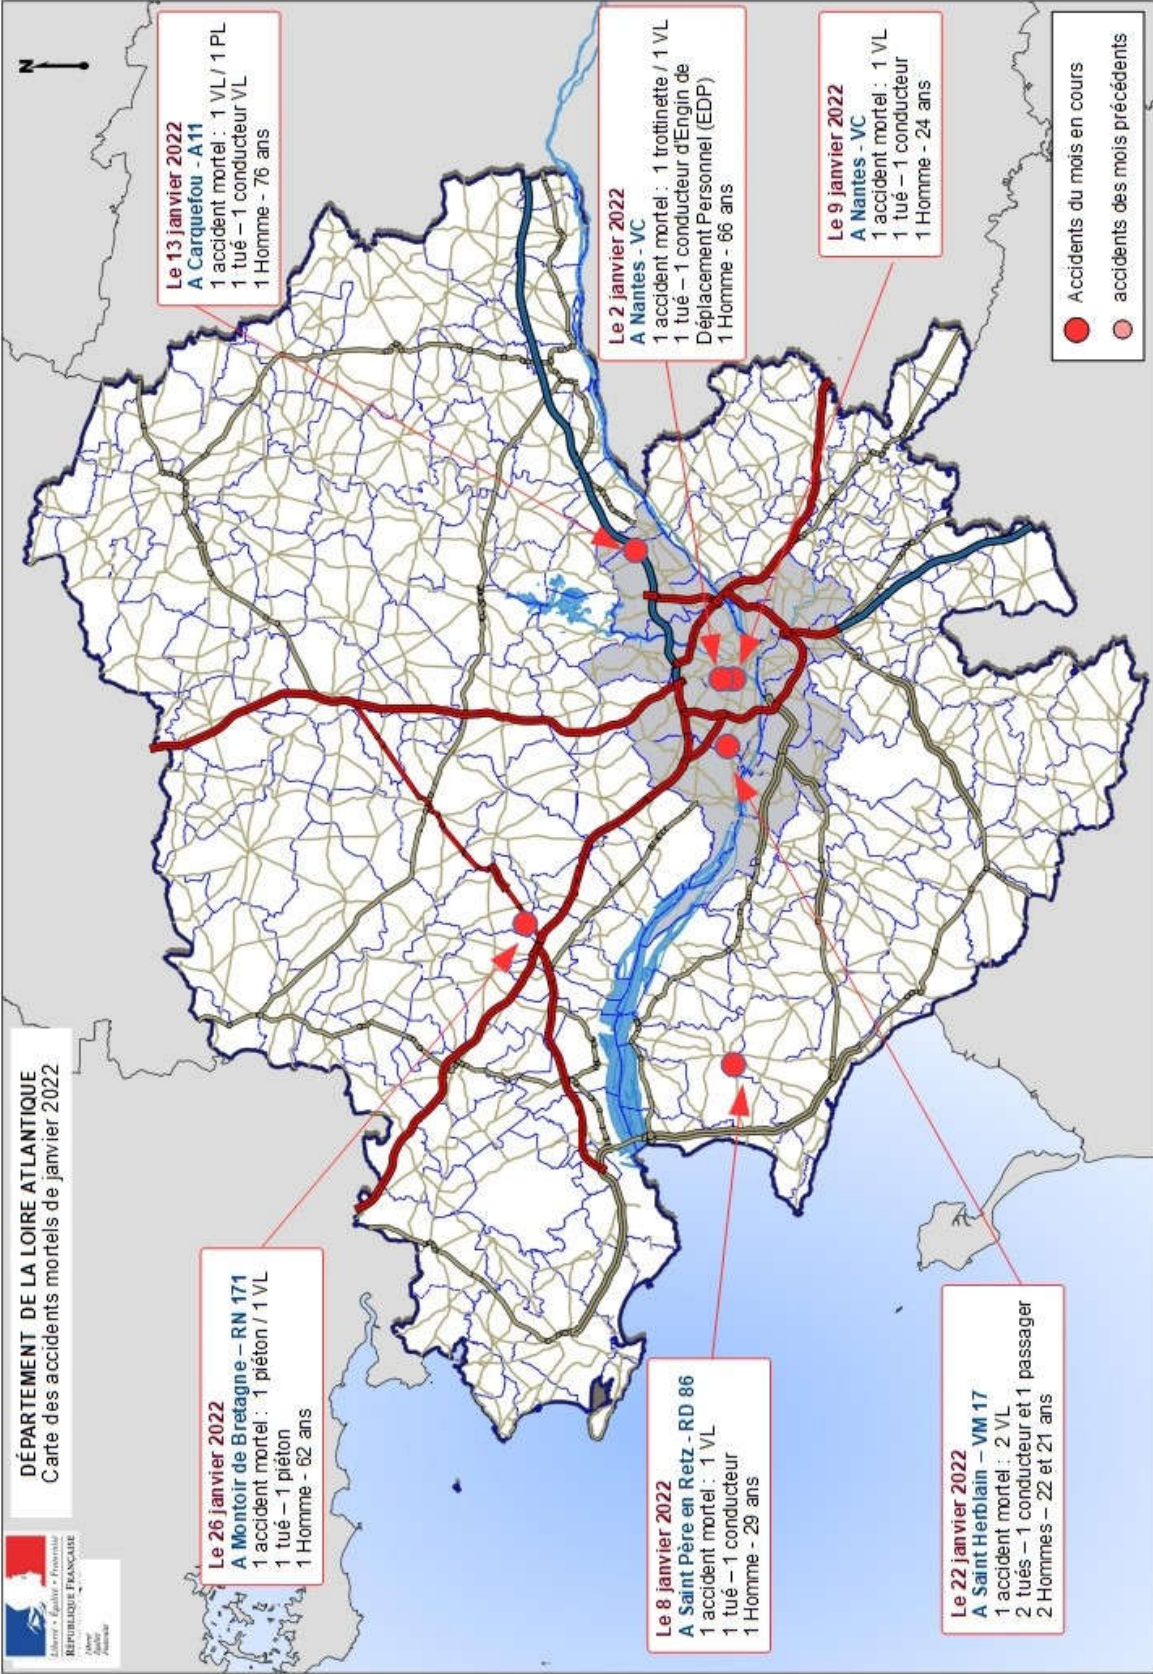 Liberté • Égalité • Fraternité
RÉPUBLIQUE FRANÇAISE
Liberté
Égalité
Fraternité
DÉPARTEMENT DE LA LOIRE ATLANTIQUE
Carte des accidents mortels de janvier 2022
N
Le 26 janvier 2022
A Montoir de Bretagne – RN 171
1 accident mortel : 1 piéton / 1 VL
1 tué – 1 piéton
1 Homme - 62 ans
Le 13 janvier 2022
A Carquefou - A11
1 accident mortel : 1 VL / 1 PL
1 tué – 1 conducteur VL
1 Homme - 76 ans
Le 2 janvier 2022
A Nantes - VC
1 accident mortel : 1 trottinette / 1 VL
1 tué – 1 conducteur d'Engin de
Déplacement Personnel (EDP)
1 Homme - 66 ans
Le 8 janvier 2022
A Saint Père en Retz - RD 86
1 accident mortel : 1 VL
1 tué – 1 conducteur
1 Homme - 29 ans
Le 9 janvier 2022
A Nantes - VC
1 accident mortel : 1 VL
1 tué – 1 conducteur
1 Homme - 24 ans
Le 22 janvier 2022
A Saint Herblain – VM 17
1 accident mortel : 2 VL
2 tués – 1 conducteur et 1 passager
2 Hommes – 22 et 21 ans
Accidents du mois en cours
accidents des mois précédents